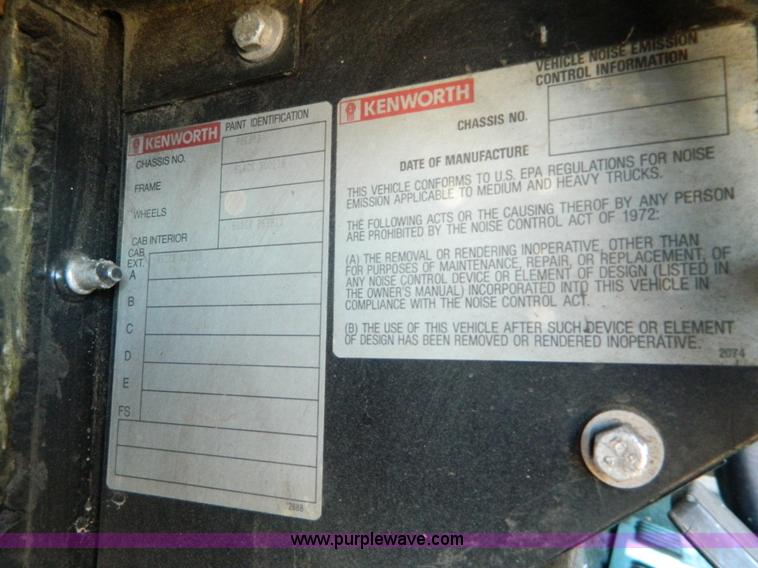 KENWORTH
PAINT IDENTIFICATION
CHASSIS NO.
FRAME
WHEELS
CAB INTERIOR
CAB
EXT.
A
B
C
D
E
FS
2688
KENWORTH
VEHICLE NOISE EMISSION
CONTROL INFORMATION
CHASSIS NO.
DATE OF MANUFACTURE
THIS VEHICLE CONFORMS TO U.S. EPA REGULATIONS FOR NOISE
EMISSION APPLICABLE TO MEDIUM AND HEAVY TRUCKS.
THE FOLLOWING ACTS OR THE CAUSING THEROF BY ANY PERSON
ARE PROHIBITED BY THE NOISE CONTROL ACT OF 1972:
(A) THE REMOVAL OR RENDERING INOPERATIVE, OTHER THAN
FOR PURPOSES OF MAINTENANCE, REPAIR, OR REPLACEMENT, OF
ANY NOISE CONTROL DEVICE OR ELEMENT OF DESIGN (LISTED IN
THE OWNER'S MANUAL) INCORPORATED INTO THIS VEHICLE IN
COMPLIANCE WITH THE NOISE CONTROL ACT.
(B) THE USE OF THIS VEHICLE AFTER SUCH DEVICE OR ELEMENT
OF DESIGN HAS BEEN REMOVED OR RENDERED INOPERATIVE.
2074
www.purplewave.com